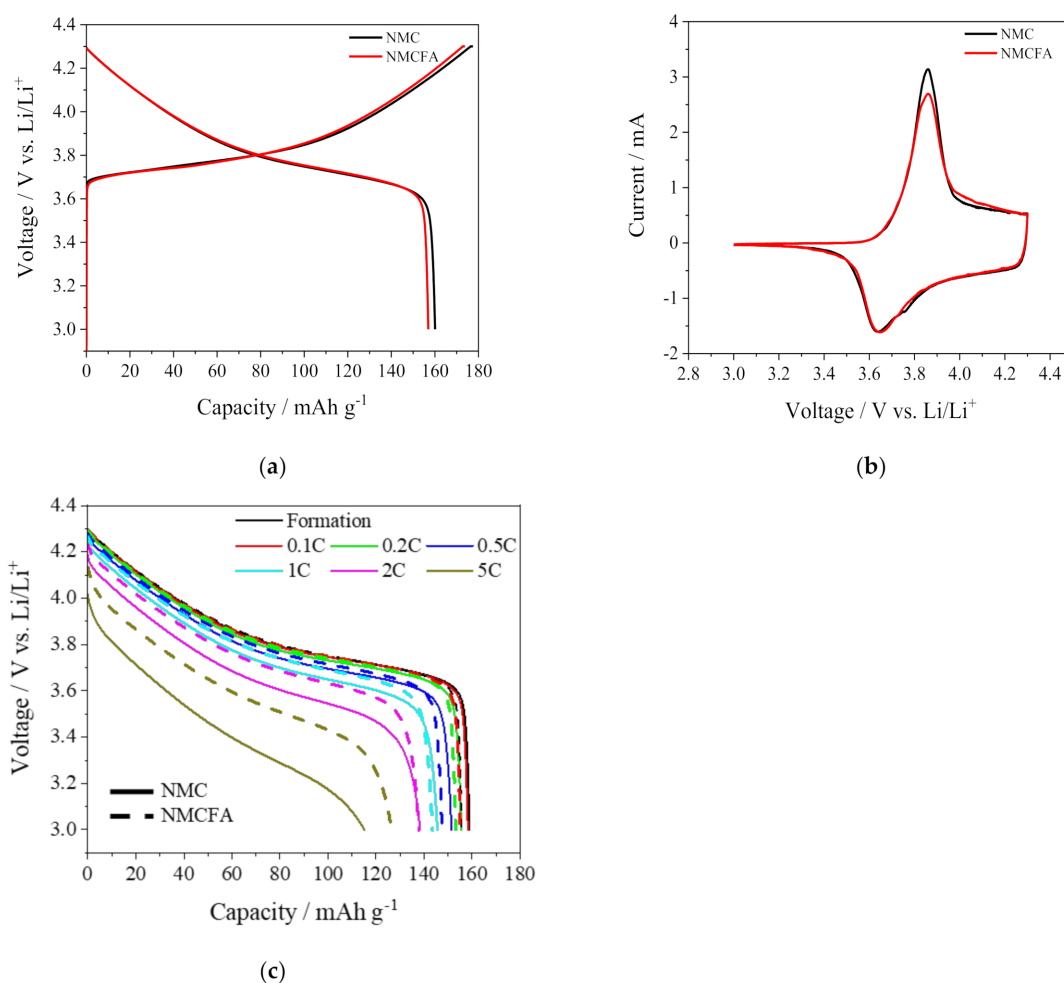 4.4
4.2
4.0
3.8
3.6
3.4
3.2
3.0
Voltage / V vs. Li/Li⁺
NMC
NMCFA
0 20 40 60 80 100 120 140 160 180
Capacity / mAh g⁻¹
(a)
4
3
2
1
0
-1
-2
Current / mA
NMC
NMCFA
2.8 3.0 3.2 3.4 3.6 3.8 4.0 4.2 4.4
Voltage / V vs. Li/Li⁺
(b)
4.4
4.2
4.0
3.8
3.6
3.4
3.2
3.0
Voltage / V vs. Li/Li⁺
Formation
0.1C 0.2C 0.5C
1C 2C 5C
NMC
NMCFA
0 20 40 60 80 100 120 140 160 180
Capacity / mAh g⁻¹
(c)